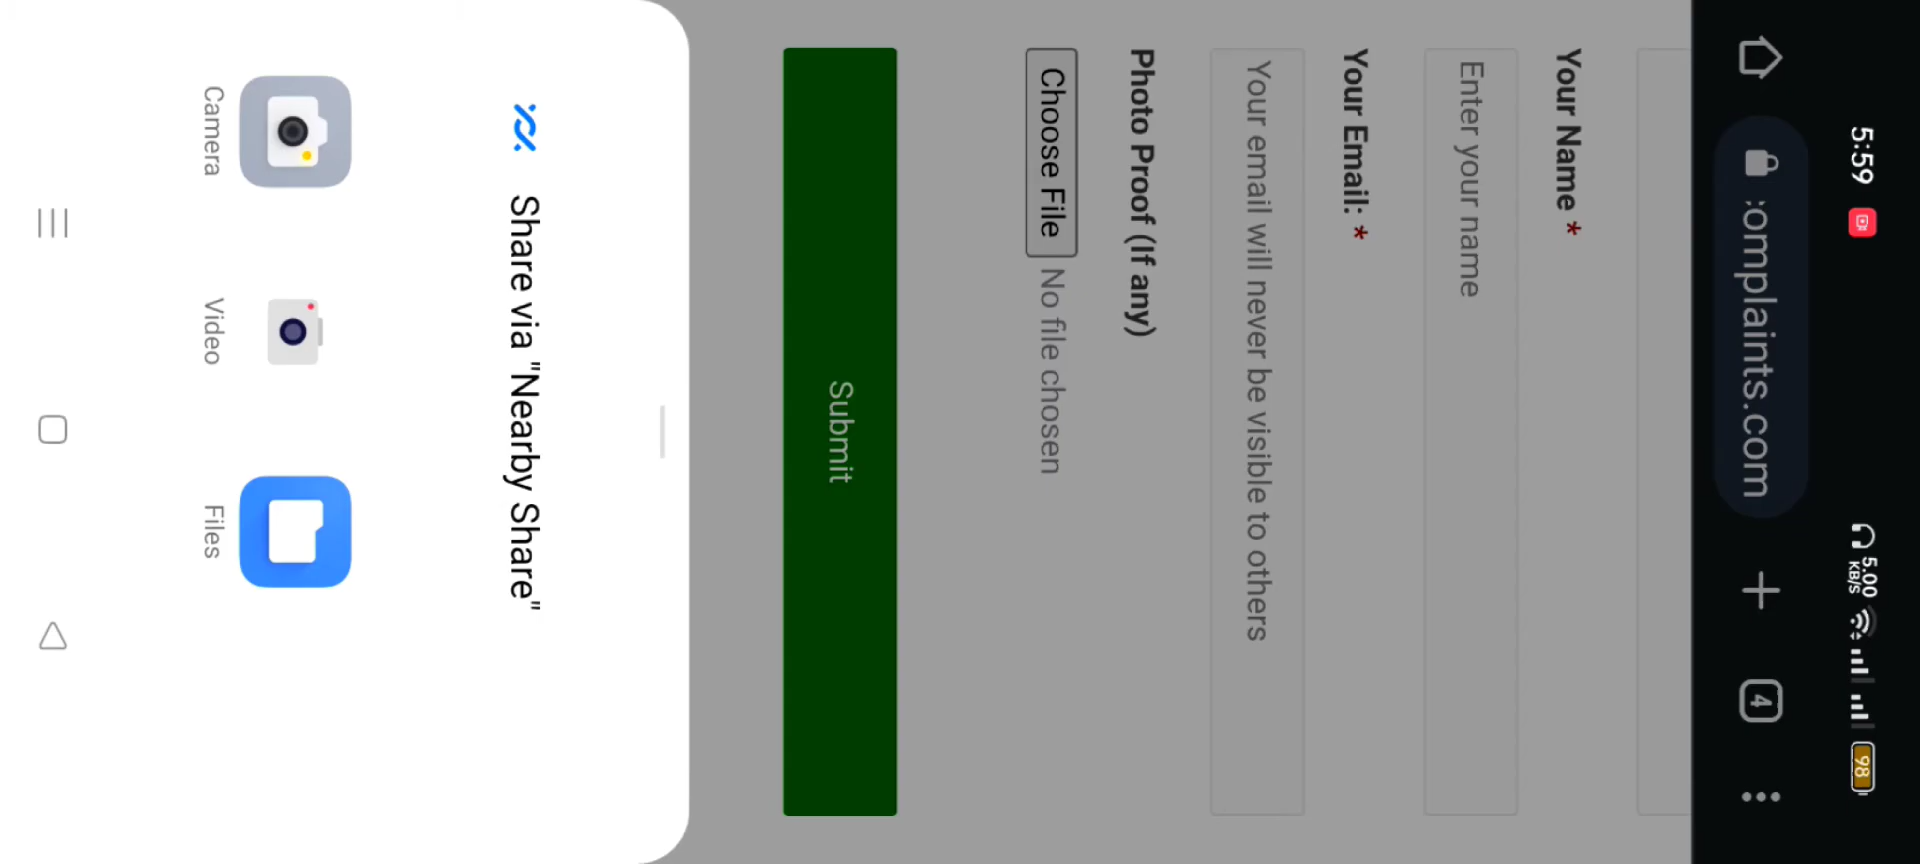 5:59
5.00
KB/S
98
omplaints.com
4
Your Name *
Enter your name
Your Email: *
Your email will never be visible to others
Photo Proof (If any)
Choose File No file chosen
Submit
Share via "Nearby Share"
Camera
Video
Files